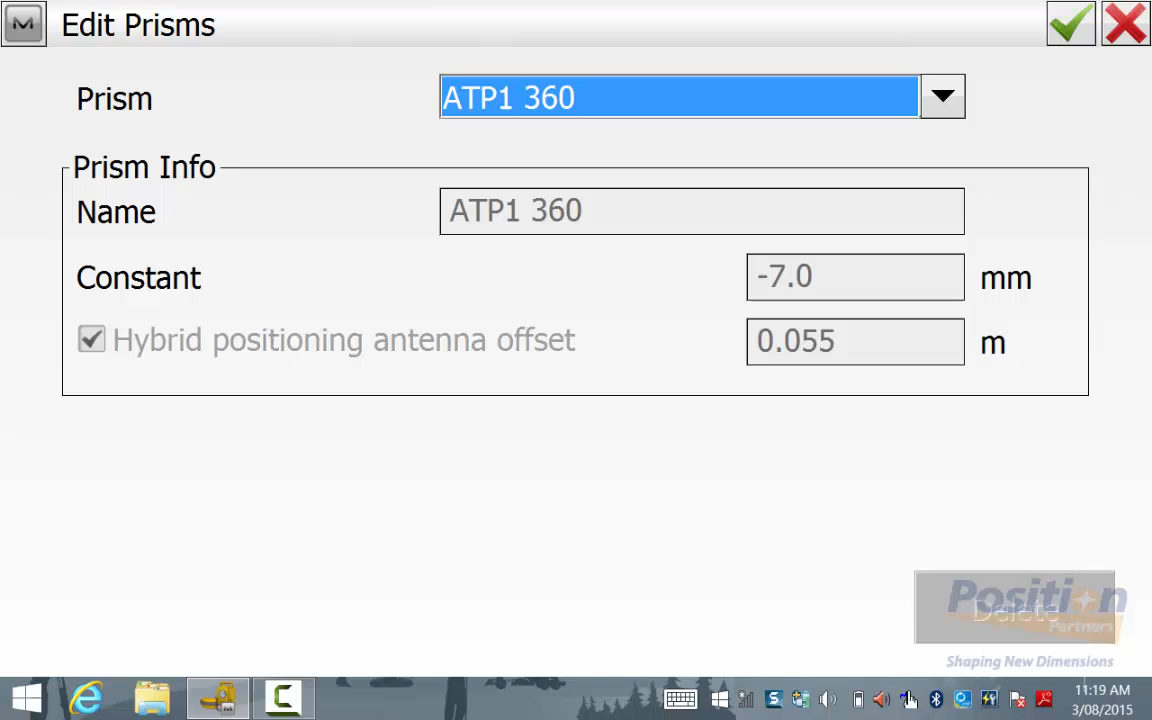 Edit Prisms
Prism
ATP1 360
Prism Info
Name
ATP1 360
Constant
-7.0
mm
Hybrid positioning antenna offset
0.055
m
Delete
Position
Partners
Shaping New Dimensions
11:19 AM
3/08/2015